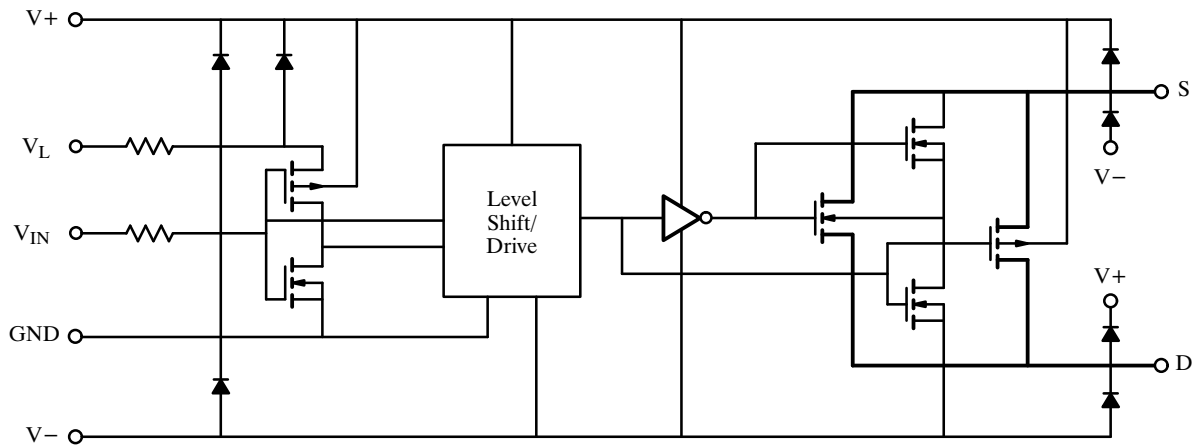 V+
S
V_L
V−
Level
Shift/
Drive
V_IN
V+
GND
D
V−